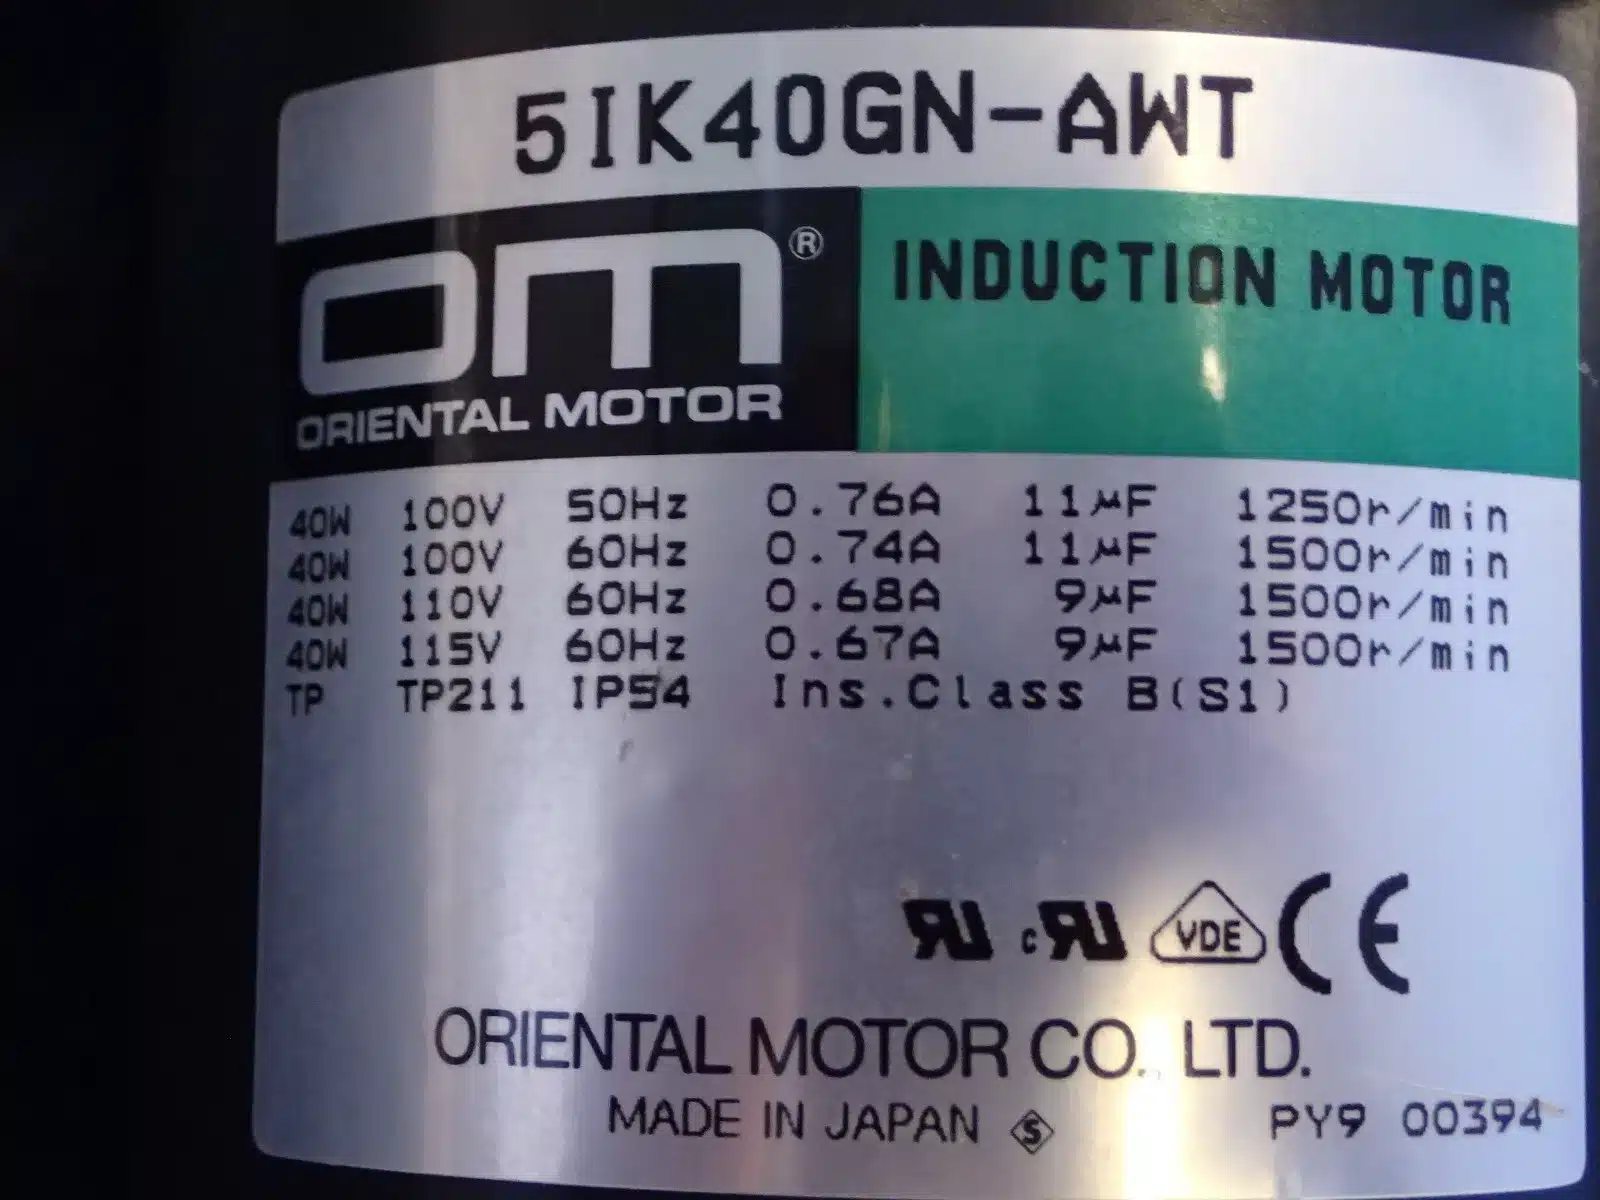 5IK40GN-AWT
om®
ORIENTAL MOTOR
INDUCTION MOTOR
40W 100V 50Hz 0.76A 11μF 1250r/min
40W 100V 60Hz 0.74A 11μF 1500r/min
40W 110V 60Hz 0.68A 9μF 1500r/min
40W 115V 60Hz 0.67A 9μF 1500r/min
TP TP211 IP54 Ins.Class B(S1)
RU cRU VDE CE
ORIENTAL MOTOR CO., LTD.
MADE IN JAPAN S PY9 00394